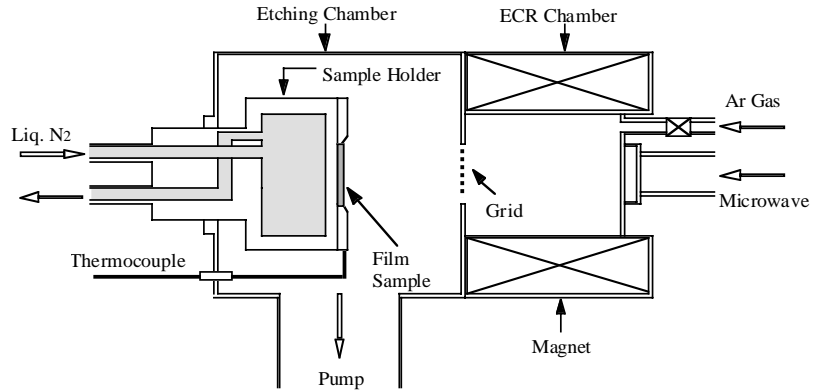 Etching Chamber
ECR Chamber
Sample Holder
Ar Gas
Liq. N2
Microwave
Grid
Thermocouple
Film
Sample
Magnet
Pump